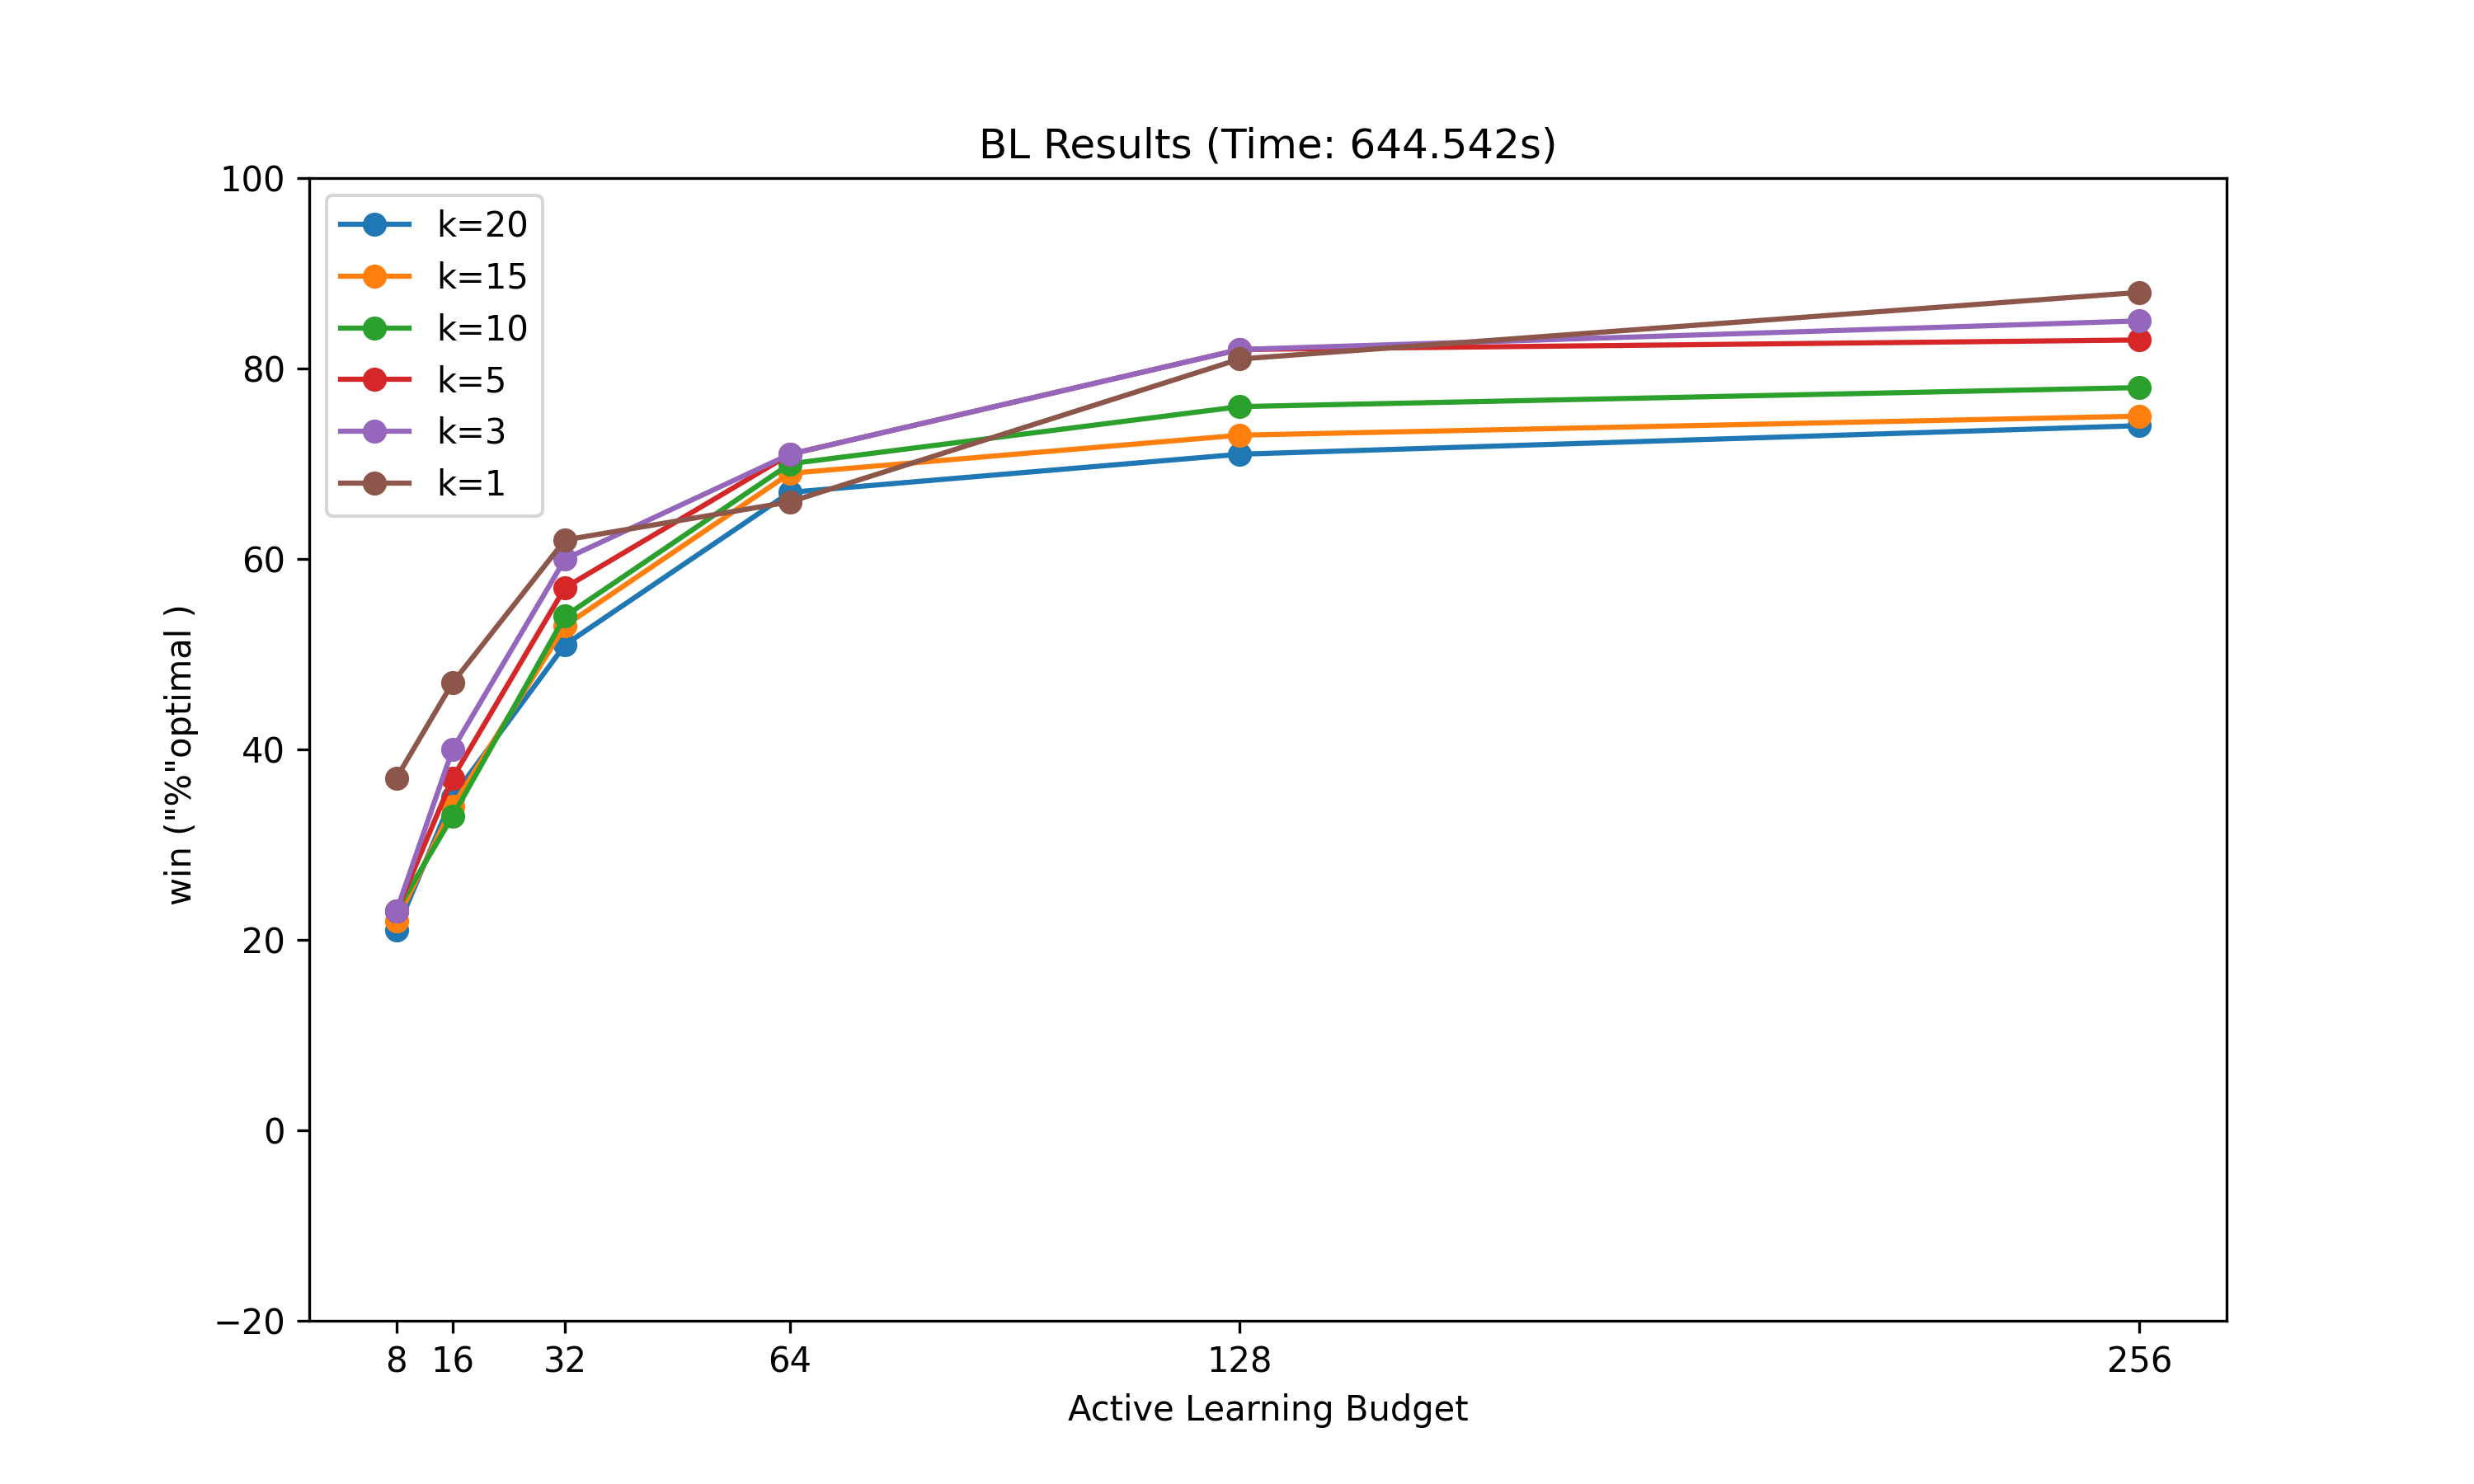 BL Results (Time: 644.542s)
100
80
60
40
20
0
−20
win ("%"optimal )
k=20
k=15
k=10
k=5
k=3
k=1
8 16 32 64 128 256
Active Learning Budget